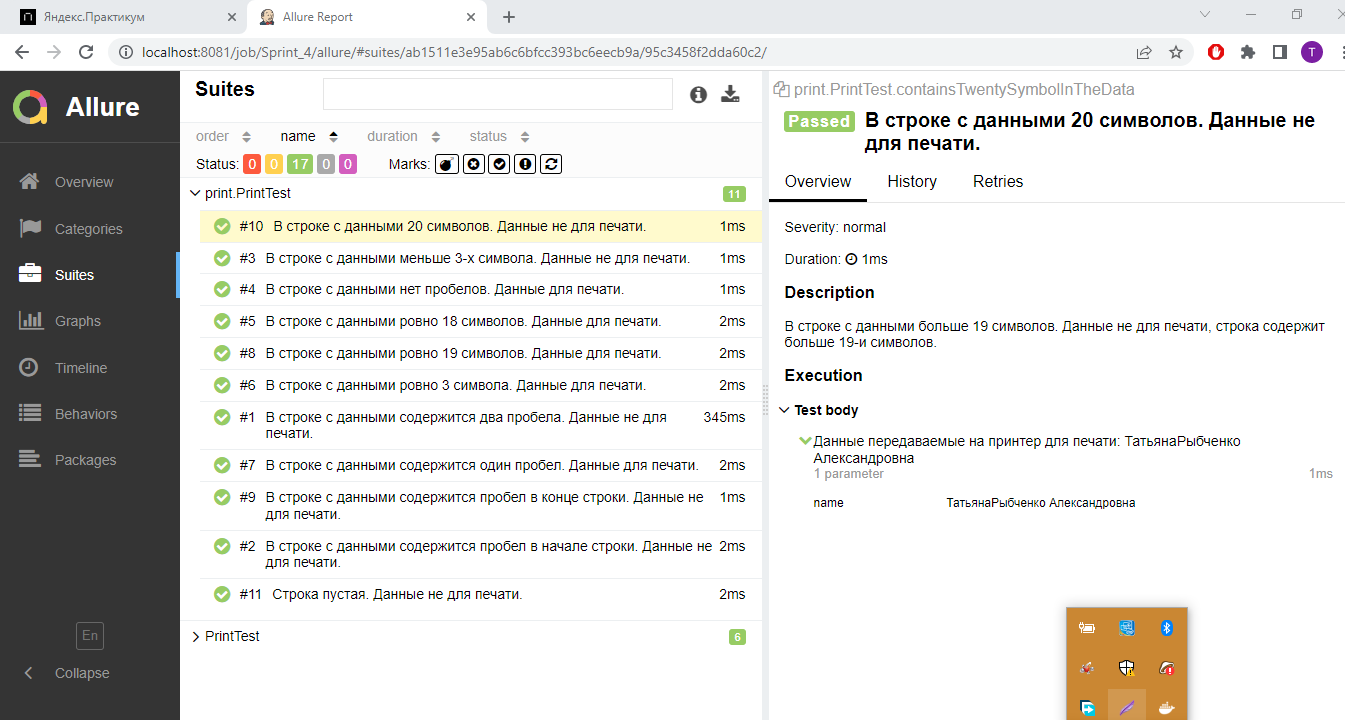 Яндекс.Практикум
Allure Report
localhost:8081/job/Sprint_4/allure/#suites/ab1511e3e95ab6c6bfcc393bc6eecb9a/95c3458f2dda60c2/
T
Allure
Overview
Categories
Suites
Graphs
Timeline
Behaviors
Packages
En
Collapse
Suites
order name duration status
Status: 0 0 17 0 0 Marks:
print.PrintTest 11
#10 В строке с данными 20 символов. Данные не для печати. 1ms
#3 В строке с данными меньше 3-х символа. Данные не для печати. 1ms
#4 В строке с данными нет пробелов. Данные для печати. 1ms
#5 В строке с данными ровно 18 символов. Данные для печати. 2ms
#8 В строке с данными ровно 19 символов. Данные для печати. 2ms
#6 В строке с данными ровно 3 символа. Данные для печати. 2ms
#1 В строке с данными содержится два пробела. Данные не для 345ms
печати.
#7 В строке с данными содержится один пробел. Данные для печати. 2ms
#9 В строке с данными содержится пробел в конце строки. Данные не 1ms
для печати.
#2 В строке с данными содержится пробел в начале строки. Данные не 2ms
для печати.
#11 Строка пустая. Данные не для печати. 2ms
PrintTest 6
print.PrintTest.containsTwentySymbolInTheData
Passed В строке с данными 20 символов. Данные не
для печати.
Overview History Retries
Severity: normal
Duration: 1ms
Description
В строке с данными больше 19 символов. Данные не для печати, строка содержит
больше 19-и символов.
Execution
Test body
Данные передаваемые на принтер для печати: ТатьянаРыбченко
Александровна
1 parameter 1ms
name ТатьянаРыбченко Александровна